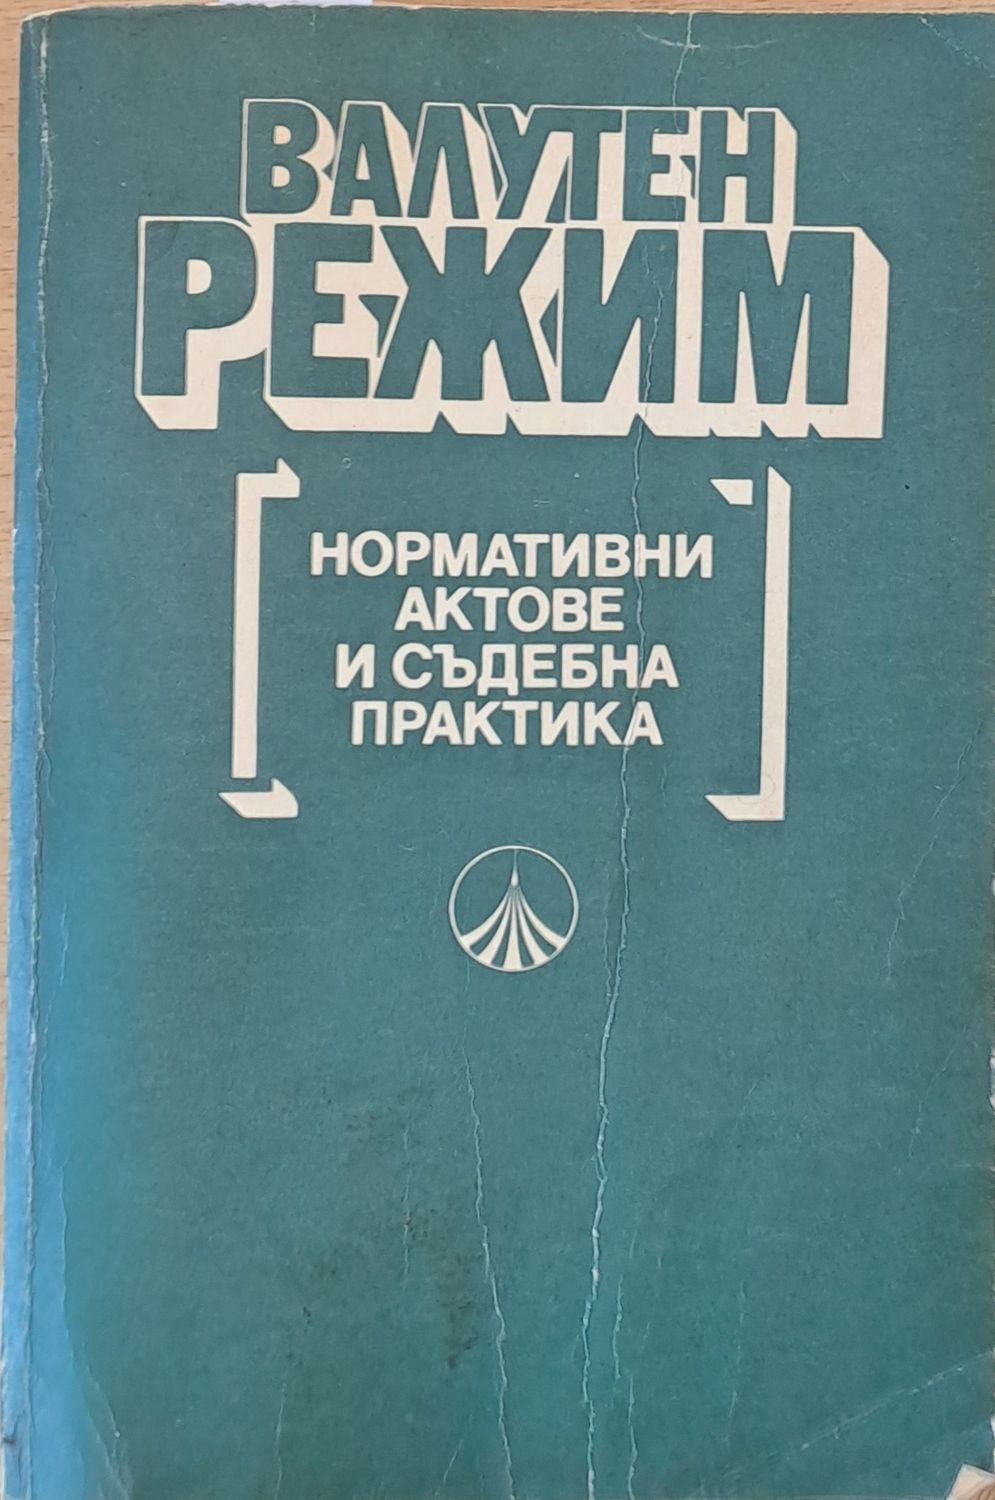 ВАЛУТЕН
РЕЖИМ
НОРМАТИВНИ
АКТОВЕ
И СЪДЕБНА
ПРАКТИКА